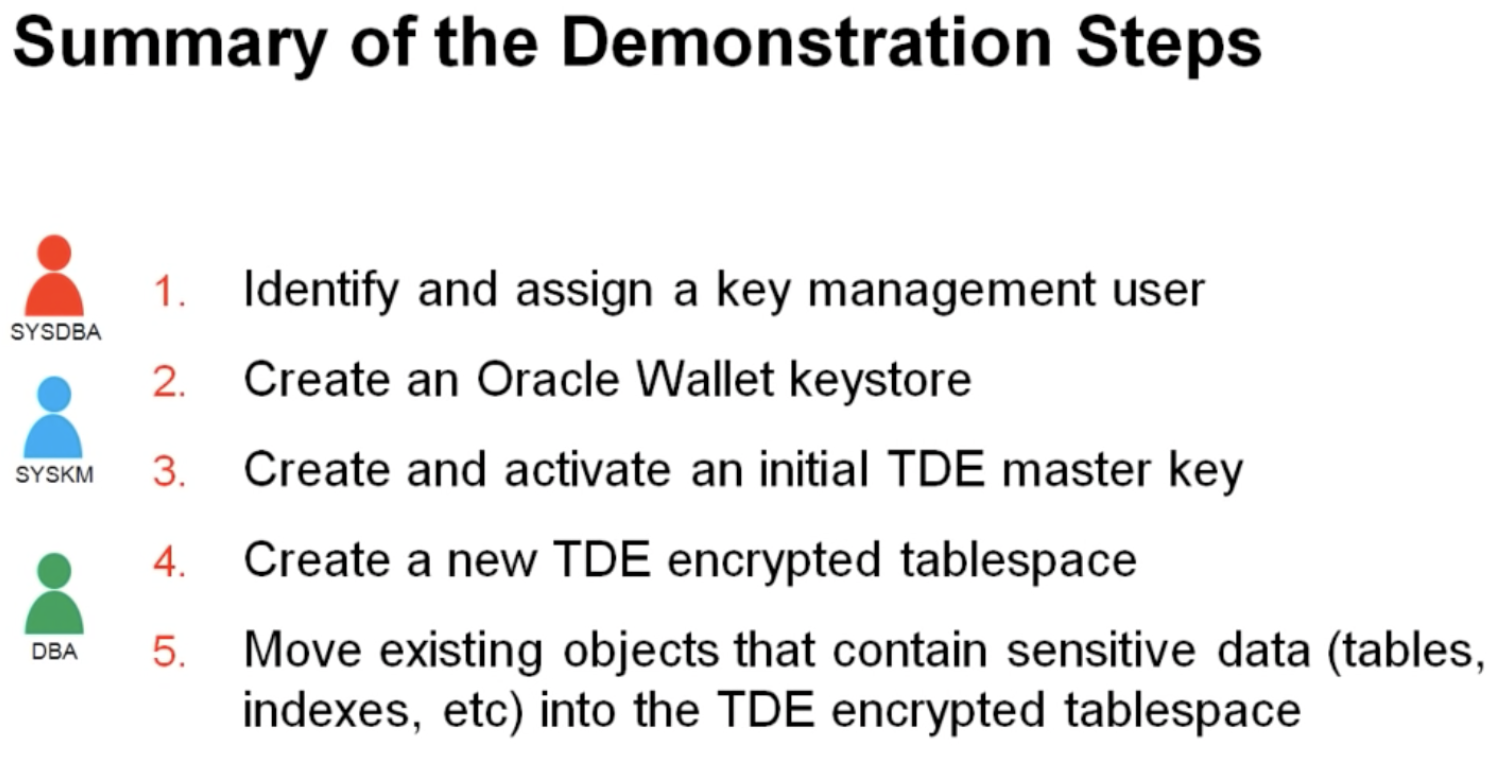 Summary of the Demonstration Steps
SYSDBA
1. Identify and assign a key management user
2. Create an Oracle Wallet keystore
SYSKM
3. Create and activate an initial TDE master key
4. Create a new TDE encrypted tablespace
DBA
5. Move existing objects that contain sensitive data (tables,
indexes, etc) into the TDE encrypted tablespace